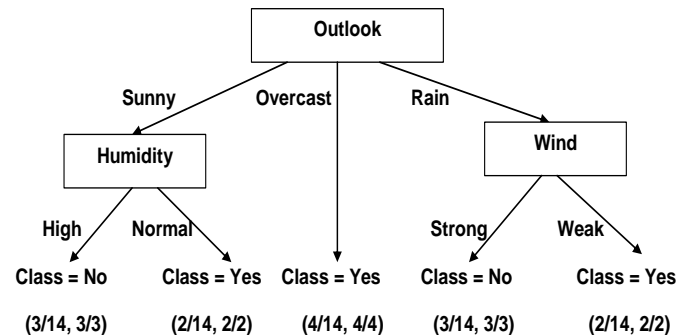 Outlook
Sunny Overcast Rain
Humidity Wind
High Normal Strong Weak
Class = No Class = Yes Class = Yes Class = No Class = Yes
(3/14, 3/3) (2/14, 2/2) (4/14, 4/4) (3/14, 3/3) (2/14, 2/2)